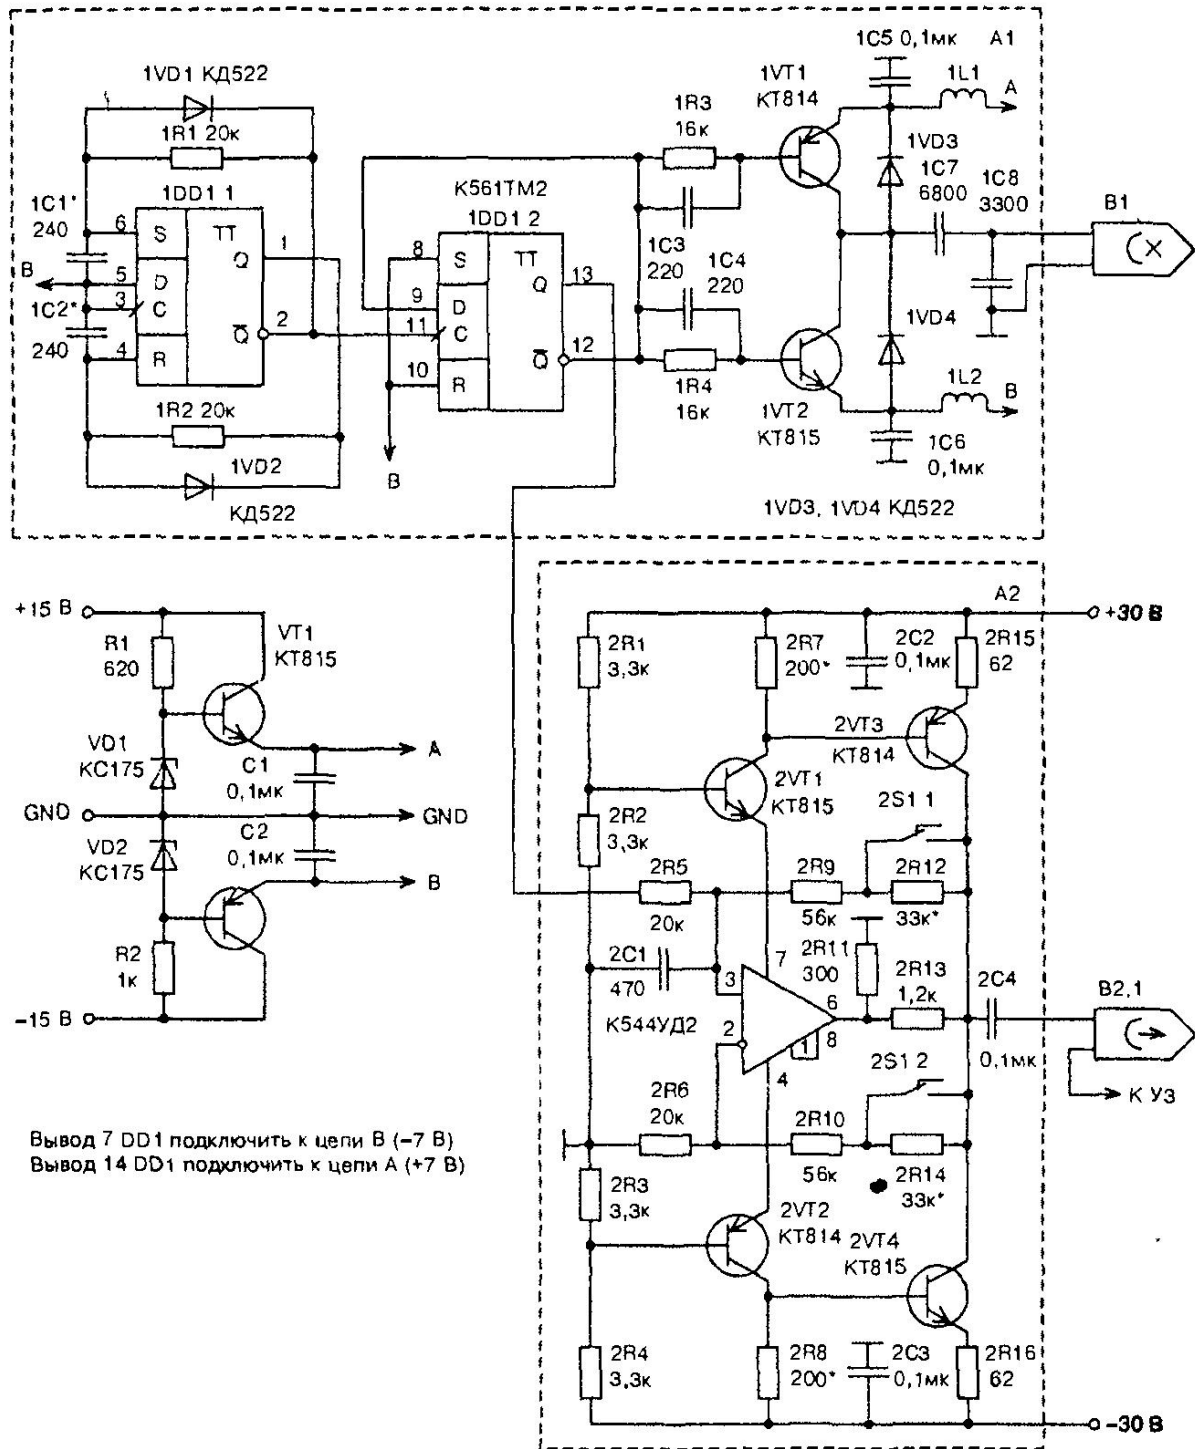 1C5 0,1мк
A1
1VD1 КД522
1R1 20к
1C1*
240
1DD1 1
6
S
TT
1
Q
В
5
D
3
C
1C2*
240
4
R
Q
2
1R2 20к
1VD2
КД522
К561ТМ2
1DD1 2
8
S
TT
13
Q
9
D
11
C
10
R
Q
12
В
1R3
16к
1C3
220
1C4
220
1R4
16к
1VT1
КТ814
1L1
А
1VD3
1C7
6800
1C8
3300
В1
1VD4
1L2
В
1VT2
КТ815
1C6
0,1мк
1VD3, 1VD4 КД522
+15 В
R1
620
VT1
КТ815
VD1
КС175
C1
0,1мк
А
GND
GND
VD2
КС175
C2
0,1мк
В
R2
1к
-15 В
Вывод 7 DD1 подключить к цепи В (-7 В)
Вывод 14 DD1 подключить к цепи А (+7 В)
A2
+30 В
2R1
3,3к
2R7
200*
2C2
0,1мк
2R15
62
2VT3
КТ814
2VT1
КТ815
2R2
3,3к
2S1 1
2R5
20к
2R9
56к
2R12
33к*
2C1
470
7
2R11
300
2R13
1,2к
2C4
0,1мк
В2,1
3
6
К544УД2
2
1
8
4
2S1 2
К УЗ
2R6
20к
2R10
56к
2R14
33к*
2R3
3,3к
2VT2
КТ814
2VT4
КТ815
2R4
3,3к
2R8
200*
2C3
0,1мк
2R16
62
-30 В